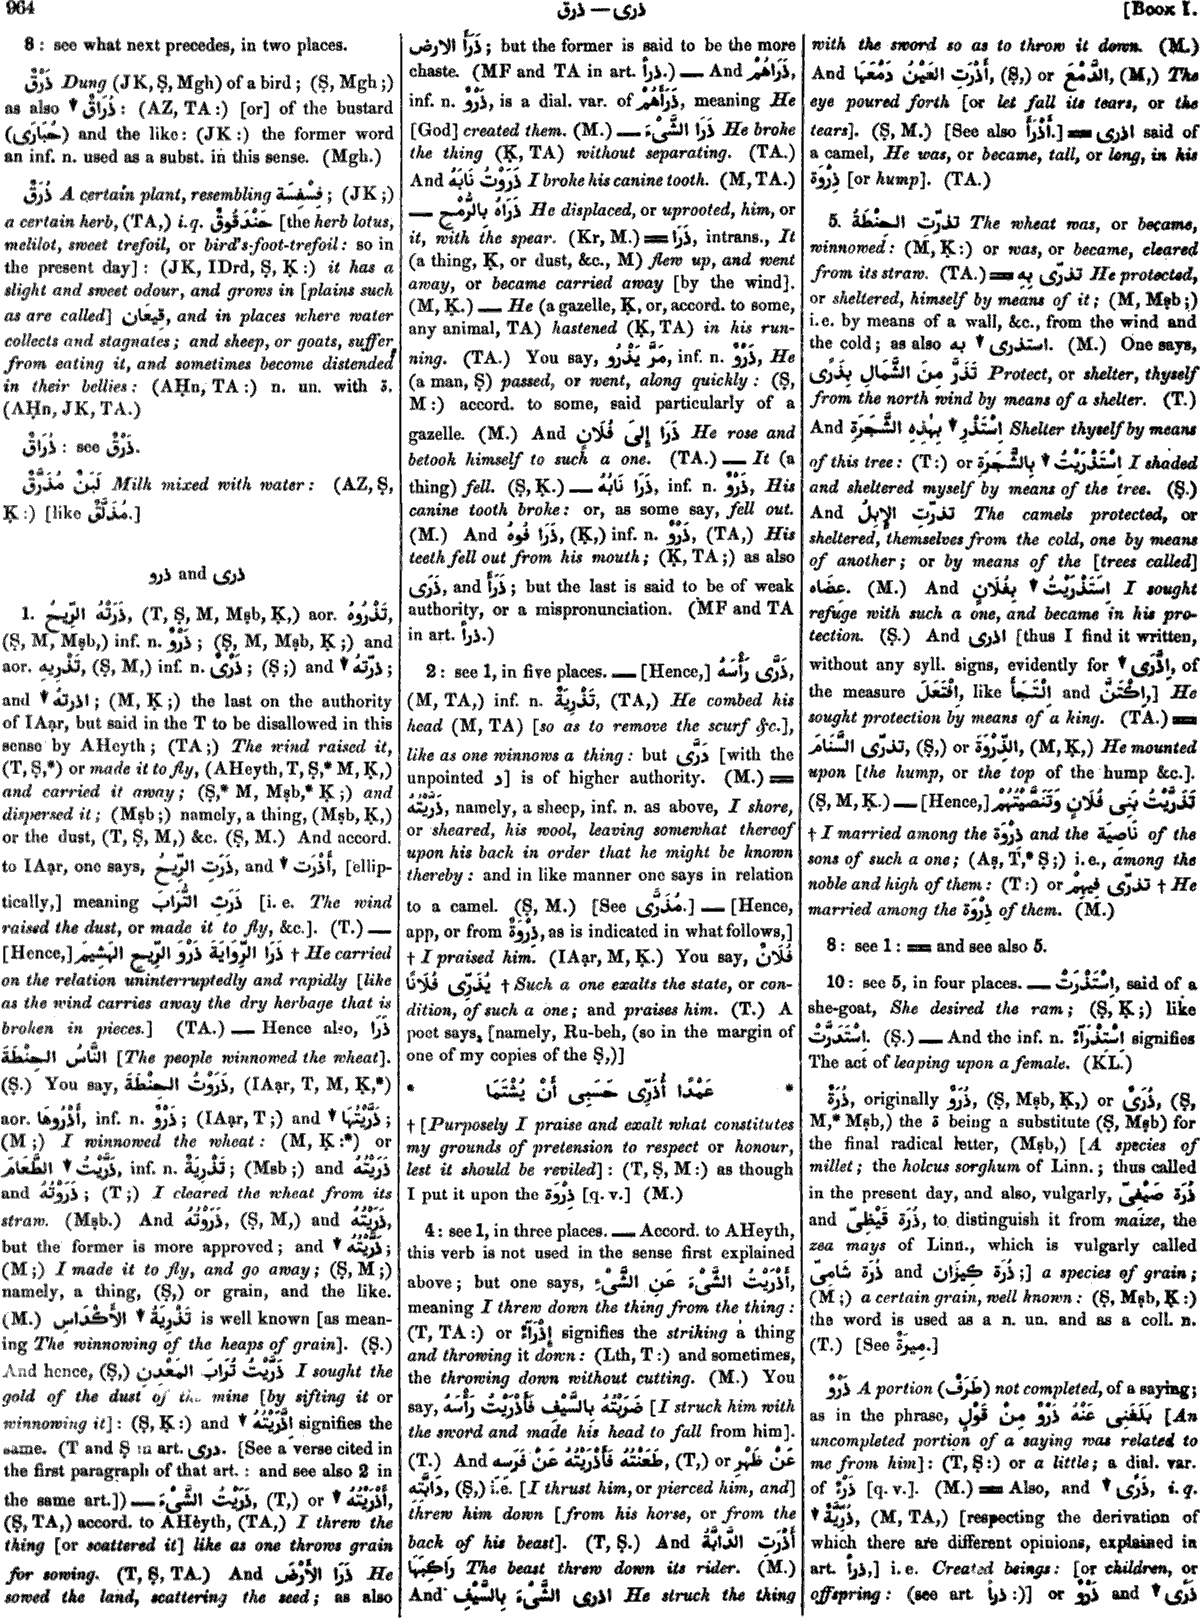 964
ذرق — ذرى
[Book I.
8 : see what next precedes, in two places.
ذَرْقٌ Dung (JK, Ṣ, Mgh) of a bird ; (Ṣ, Mgh ;)
as also ▼ ذُرَاقٌ : (AZ, TA :) [or] of the bustard
(حُبَارَى) and the like : (JK :) the former word
an inf. n. used as a subst. in this sense. (Mgh.)
ذُرَقٌ A certain plant, resembling فِسْفِسَة ; (JK ;)
a certain herb, (TA,) i. q. حَنْدَقُوقٌ [the herb lotus,
melilot, sweet trefoil, or bird's-foot-trefoil : so in
the present day] : (JK, IDrd, Ṣ, Ḳ :) it has a
slight and sweet odour, and grows in [plains such
as are called] قِيعَان, and in places where water
collects and stagnates ; and sheep, or goats, suffer
from eating it, and sometimes become distended
in their bellies : (AḤn, TA :) n. un. with ة.
(AḤn, JK, TA.)
ذُرَاقٌ : see ذَرْقٌ.
لَبَنٌ مُذَرَّقٌ Milk mixed with water : (AZ, Ṣ,
Ḳ :) [like مُذَلَّقٌ.]
ذرو and ذرى
1. ذَرَتْهُ الرِّيحُ, (T, Ṣ, M, Mṣb, Ḳ,) aor. تَذْرُوهُ,
(Ṣ, M, Mṣb,) inf. n. ذَرْوٌ ; (Ṣ, M, Mṣb, Ḳ ;) and
aor. تَذْرِيهِ, (Ṣ, M,) inf. n. ذَرْىٌ ; (Ṣ ;) and ▼ ذَرَّتْهُ ;
and ▼ اذرتهُ ; (M, Ḳ ;) the last on the authority
of IAạr, but said in the T to be disallowed in this
sense by AHeyth ; (TA ;) The wind raised it,
(T, Ṣ,*) or made it to fly, (AHeyth, T, Ṣ,* M, Ḳ,)
and carried it away ; (Ṣ,* M, Mṣb,* Ḳ ;) and
dispersed it ; (Mṣb ;) namely, a thing, (Mṣb, Ḳ,)
or the dust, (T, Ṣ, M,) &c. (Ṣ, M.) And accord.
to IAạr, one says, ذَرَتِ الرِّيحُ, and ▼ أَذْرَت, [ellip-
tically,] meaning ذَرَتِ التُّرَابَ [i. e. The wind
raised the dust, or made it to fly, &c.]. (T.) —
[Hence,] ذَرَا الرِّوَايَةَ ذَرْوَ الرِّيحِ الهَشِيمَ † He carried
on the relation uninterruptedly and rapidly [like
as the wind carries away the dry herbage that is
broken in pieces.] (TA.) — Hence also, ذَرَا
النَّاسُ الحِنْطَةَ [The people winnowed the wheat].
(Ṣ.) You say, ذَرَوْتُ الحِنْطَةَ, (IAạr, T, M, Ḳ,*)
aor. أَذْرُوهَا, inf. n. ذَرْوٌ ; (IAạr, T ;) and ▼ ذَرَّيْتُهَا ;
(M ;) I winnowed the wheat : (M, Ḳ :*) or
ذَرَّيْتُ ▼ الطَّعَامَ, inf. n. تَذْرِيَةٌ ; (Msb ;) and ذَرَيْتُهُ
and ذَرَوْتُهُ ; (T ;) I cleared the wheat from its
straw. (Mṣb.) And ذَرَوْتُهُ, (Ṣ, M,) and ذَرَيْتُهُ,
but the former is more approved ; and ▼ ذَرَّيْتُهُ ;
(M ;) I made it to fly, and go away ; (Ṣ, M ;)
namely, a thing, (Ṣ,) or grain, and the like.
(M.) تَذْرِيَةُ ▼ الأَكْدَاسِ is well known [as mean-
ing The winnowing of the heaps of grain]. (Ṣ.)
And hence, (Ṣ,) ذَرَّيْتُ تُرَابَ المَعْدِنِ I sought the
gold of the dust of the mine [by sifting it or
winnowing it] : (Ṣ, Ḳ :) and ▼ اِذَّرَيْتُهُ signifies the
same. (T and Ṣ in art. درى. [See a verse cited in
the first paragraph of that art. : and see also 2 in
the same art.]) — ذَرَيْتُ الشَّىْءَ, (T,) or ▼ أَذْرَيْتُهُ,
(Ṣ, TA,) accord. to AHeyth, (TA,) I threw the
thing [or scattered it] like as one throws grain
for sowing. (T, Ṣ, TA.) And ذَرَا الأَرْضَ He
sowed the land, scattering the seed ; as also
ذَرَأَ الارض ; but the former is said to be the more
chaste. (MF and TA in art. ذرأ.) — And ذَرَاهُمْ,
inf. n. ذَرْوٌ, is a dial. var. of ذَرَأَهُمْ, meaning He
[God] created them. (M.) — ذَرَا الشَّىْءَ He broke
the thing (Ḳ, TA) without separating. (TA.)
And ذَرَوْتُ نَابَهُ I broke his canine tooth. (M, TA.)
— ذَرَاهُ بِالرُّمْحِ He displaced, or uprooted, him, or
it, with the spear. (Kr, M.) ═ ذَرَا, intrans., It
(a thing, Ḳ, or dust, &c., M) flew up, and went
away, or became carried away [by the wind].
(M, Ḳ.) — He (a gazelle, Ḳ, or, accord. to some,
any animal, TA) hastened (Ḳ, TA) in his run-
ning. (TA.) You say, مَرَّ يَذْرُو, inf. n. ذَرْوٌ, He
(a man, Ṣ) passed, or went, along quickly : (Ṣ,
M :) accord. to some, said particularly of a
gazelle. (M.) And ذَرَا إِلَى فُلَانٍ He rose and
betook himself to such a one. (TA.) — It (a
thing) fell. (Ṣ, Ḳ.) — ذَرَا نَابُهُ, inf. n. ذَرْوٌ, His
canine tooth broke : or, as some say, fell out.
(M.) And ذَرَا فُوهُ, (Ḳ,) inf. n. ذَرْوٌ, (TA,) His
teeth fell out from his mouth ; (Ḳ, TA ;) as also
ذَرَى, and ذَرَأَ ; but the last is said to be of weak
authority, or a mispronunciation. (MF and TA
in art. ذرأ.)
2 : see 1, in five places. — [Hence,] ذَرَّى رَأْسَهُ,
(M, TA,) inf. n. تَذْرِيَةٌ, (TA,) He combed his
head (M, TA) [so as to remove the scurf &c.],
like as one winnows a thing : but دَرَّى [with the
unpointed د] is of higher authority. (M.) ═
ذَرَّيْتُهُ, namely, a sheep, inf. n. as above, I shore,
or sheared, his wool, leaving somewhat thereof
upon his back in order that he might be known
thereby : and in like manner one says in relation
to a camel. (Ṣ, M.) [See مُذَرًّى.] — [Hence,
app, or from ذِرْوَةٌ, as is indicated in what follows,]
† I praised him. (IAạr, M, Ḳ.) You say, فُلَانٌ
يُذَرِّى فُلَانًا † Such a one exalts the state, or con-
dition, of such a one ; and praises him. (T.) A
poet says, [namely, Ru-beh, (so in the margin of
one of my copies of the Ṣ,)]
* عَمْدًا أُذَرِّى حَسَبِى أَنْ يُشْتَمَا *
† [Purposely I praise and exalt what constitutes
my grounds of pretension to respect or honour,
lest it should be reviled] : (T, Ṣ, M :) as though
I put it upon the ذِرْوَة [q. v.] (M.)
4 : see 1, in three places. — Accord. to AHeyth,
this verb is not used in the sense first explained
above ; but one says, أَذْرَيْتُ الشَّىْءَ عَنِ الشَّىْءِ,
meaning I threw down the thing from the thing :
(T, TA :) or إِذْرَآءٌ signifies the striking a thing
and throwing it down : (Lth, T :) and sometimes,
the throwing down without cutting. (M.) You
say, ضَرَبْتُهُ بِالسَّيْفِ فَأَذْرَيْتُ رَأْسَهُ [I struck him with
the sword and made his head to fall from him].
(T.) And طَعَنْتُهُ فَأَذْرَيْتُهُ عَنْ فَرَسِهِ, (T,) or عَنْ ظَهْرِ
دَابَّتِهِ, (Ṣ,) i. e. [I thrust him, or pierced him, and]
threw him down [from his horse, or from the
back of his beast]. (T, Ṣ.) And أَذْرَتِ الدَّابَّةُ
رَاكِبَهَا The beast threw down its rider. (M.)
And اذرى الشَّىْءَ بِالسَّيْفِ He struck the thing
with the sword so as to throw it down. (M.)
And أَذْرَتِ العَيْنُ دَمْعَهَا, (Ṣ,) or الدَّمْعَ, (M,) The
eye poured forth [or let fall its tears, or the
tears]. (Ṣ, M.) [See also أَذْرَأَ.] ═ اذرى said of
a camel, He was, or became, tall, or long, in his
ذِرْوَة [or hump]. (TA.)
5. تذرّت الحِنْطَةُ The wheat was, or became,
winnowed : (M, Ḳ :) or was, or became, cleared
from its straw. (TA.) ═ تذرّى بِهِ He protected,
or sheltered, himself by means of it ; (M, Mṣb ;)
i. e. by means of a wall, &c., from the wind and
the cold ; as also ▼ استذرى به. (M.) One says,
تَذَرَّ مِنَ الشَّمَالِ بِذَرًى Protect, or shelter, thyself
from the north wind by means of a shelter. (T.)
And اِسْتَذْرِ ▼ بِهٰذِهِ الشَّجَرَةِ Shelter thyself by means
of this tree : (T :) or اِسْتَذْرَيْتُ ▼ بِالشَّجَرَةِ I shaded
and sheltered myself by means of the tree. (Ṣ.)
And تذرّت الإِبِلُ The camels protected, or
sheltered, themselves from the cold, one by means
of another ; or by means of the [trees called]
عِضَاه. (M.) And اِسْتَذْرَيْتُ ▼ بِفُلَانٍ I sought
refuge with such a one, and became in his pro-
tection. (Ṣ.) And اذرى [thus I find it written,
without any syll. signs, evidently for ▼ اِذَّرَى, of
the measure اِفْتَعَلَ, like اِلْتَجَأَ and اِكْتَنَّ,] He
sought protection by means of a king. (TA.) ═
تذرّى السَّنَامَ, (Ṣ,) or الذِّرْوَةَ, (M, Ḳ,) He mounted
upon [the hump, or the top of the hump &c.].
(Ṣ, M, Ḳ.) — [Hence,] تَذَرَّيْتُ بَنِى فُلَانٍ وَتَنَصَّيْتُهُمْ
† I married among the ذِرْوَة and the نَاصِيَة of the
sons of such a one ; (Aṣ, T,* Ṣ ;) i. e., among the
noble and high of them : (T :) or تذرّى فِيهِمْ † He
married among the ذِرْوَة of them. (M.)
8 : see 1 : ═ and see also 5.
10 : see 5, in four places. — اِسْتَذْرَتْ, said of a
she-goat, She desired the ram ; (Ṣ, Ḳ ;) like
اِسْتَدَرَّتْ. (Ṣ.) — And the inf. n. اِسْتِذْرَآءٌ signifies
The act of leaping upon a female. (KL.)
ذُرَةٌ, originally ذُرَوٌ, (Ṣ, Mṣb, Ḳ,) or ذُرَىٌ, (Ṣ,
M,* Mṣb,) the ة being a substitute (Ṣ, Mṣb) for
the final radical letter, (Mṣb,) [A species of
millet ; the holcus sorghum of Linn. ; thus called
in the present day, and also, vulgarly, ذُرَة صَيْفِىّ
and ذُرَة قَيْظِىّ, to distinguish it from maize, the
zea mays of Linn., which is vulgarly called
ذُرَة شَامِىّ and ذُرَة كِيزَان ;] a species of grain ;
(M ;) a certain grain, well known : (Ṣ, Mṣb, Ḳ :)
the word is used as a n. un. and as a coll. n.
(T.) [See مِيرَةٌ.]
ذَرْوٌ A portion (طَرَفٌ) not completed, of a saying ;
as in the phrase, بَلَغَنِى عَنْهُ ذَرْوٌ مِنْ قَوْلٍ [An
uncompleted portion of a saying was related to
me from him] : (T, Ṣ :) or a little ; a dial. var.
of ذَرْءٌ [q. v.]. (M.) ═ Also, and ▼ ذَرًى, i. q.
▼ ذُرِّيَّةٌ, (M, TA,) [respecting the derivation of
which there are different opinions, explained in
art. ذرأ,] i. e. Created beings : [or children, or
offspring : (see art. ذرأ :)] or ذَرْوٌ and ▼ ذَرًى